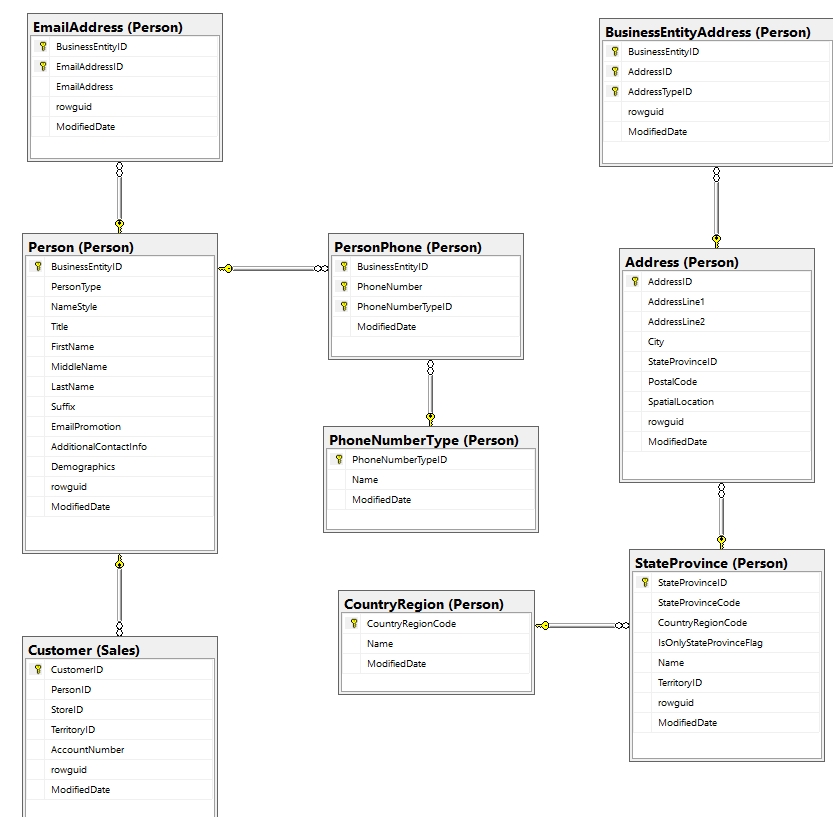 EmailAddress (Person)
BusinessEntityID
EmailAddressID
EmailAddress
rowguid
ModifiedDate
BusinessEntityAddress (Person)
BusinessEntityID
AddressID
AddressTypeID
rowguid
ModifiedDate
Person (Person)
BusinessEntityID
PersonType
NameStyle
Title
FirstName
MiddleName
LastName
Suffix
EmailPromotion
AdditionalContactInfo
Demographics
rowguid
ModifiedDate
PersonPhone (Person)
BusinessEntityID
PhoneNumber
PhoneNumberTypeID
ModifiedDate
Address (Person)
AddressID
AddressLine1
AddressLine2
City
StateProvinceID
PostalCode
SpatialLocation
rowguid
ModifiedDate
PhoneNumberType (Person)
PhoneNumberTypeID
Name
ModifiedDate
StateProvince (Person)
StateProvinceID
StateProvinceCode
CountryRegionCode
IsOnlyStateProvinceFlag
Name
TerritoryID
rowguid
ModifiedDate
CountryRegion (Person)
CountryRegionCode
Name
ModifiedDate
Customer (Sales)
CustomerID
PersonID
StoreID
TerritoryID
AccountNumber
rowguid
ModifiedDate